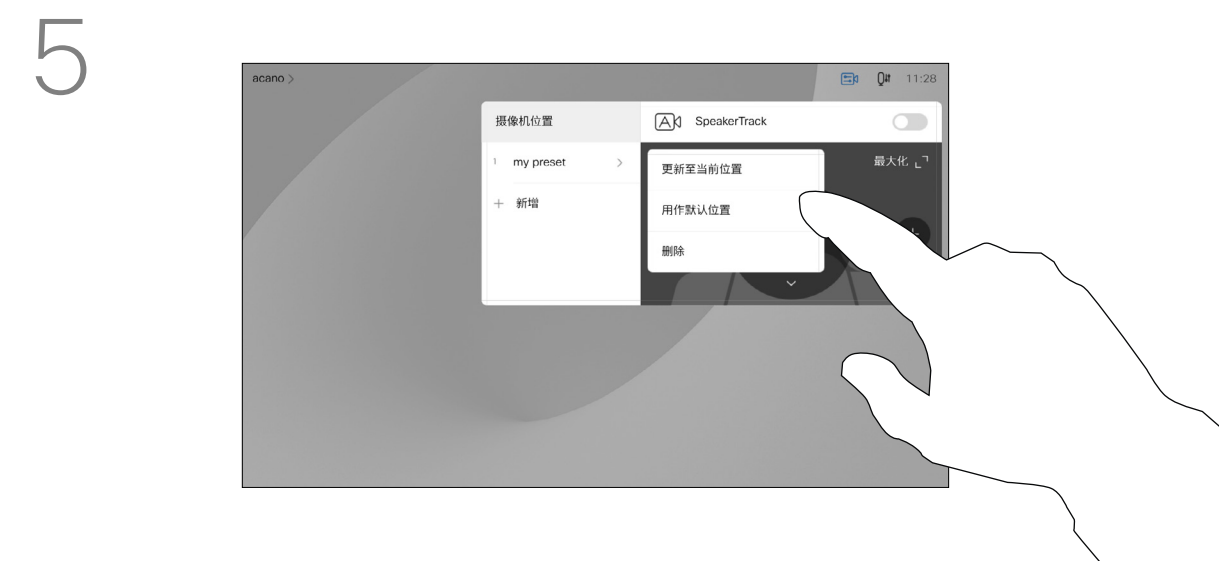 5
acano >
11:28
摄像机位置
SpeakerTrack
1 my preset >
更新至当前位置
最大化
+ 新增
用作默认位置
删除